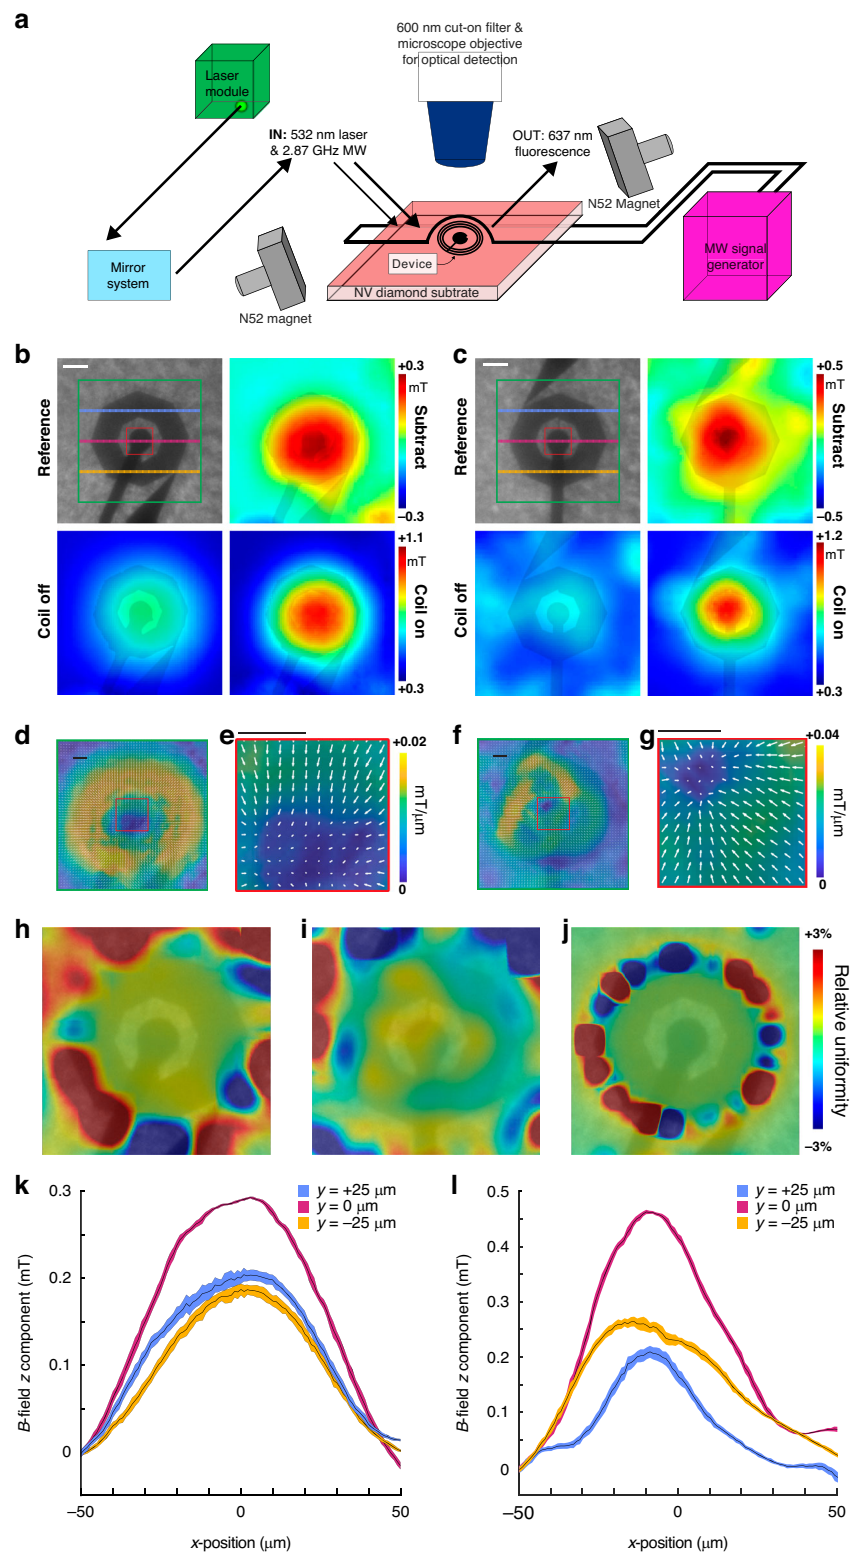 a
600 nm cut-on filter &
microscope objective
for optical detection
Laser
module
IN: 532 nm laser
& 2.87 GHz MW
OUT: 637 nm
fluorescence
N52 Magnet
Mirror
system
Device
MW signal
generator
NV diamond subtrate
N52 magnet
b
Reference
+0.3
mT
Subtract
–0.3
Coil off
+1.1
mT
Coil on
+0.3
c
Reference
+0.5
mT
Subtract
–0.5
Coil off
+1.2
mT
Coil on
+0.3
d
e
+0.02
mT/μm
0
f
g
+0.04
mT/μm
0
h
i
j
+3%
Relative uniformity
–3%
k
0.3
0.2
0.1
0
B-field z component (mT)
y = +25 μm
y = 0 μm
y = –25 μm
–50
0
50
x-position (μm)
l
0.5
0.4
0.3
0.2
0.1
0
B-field z component (mT)
y = +25 μm
y = 0 μm
y = –25 μm
–50
0
50
x-position (μm)